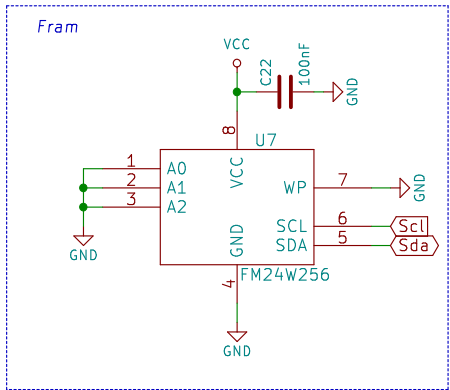 Fram
VCC
C22
100nF
GND
8
U7
1
A0
VCC
2
A1
WP
7
GND
3
A2
SCL
6
Scl
GND
SDA
5
Sda
GND
4
FM24W256
GND